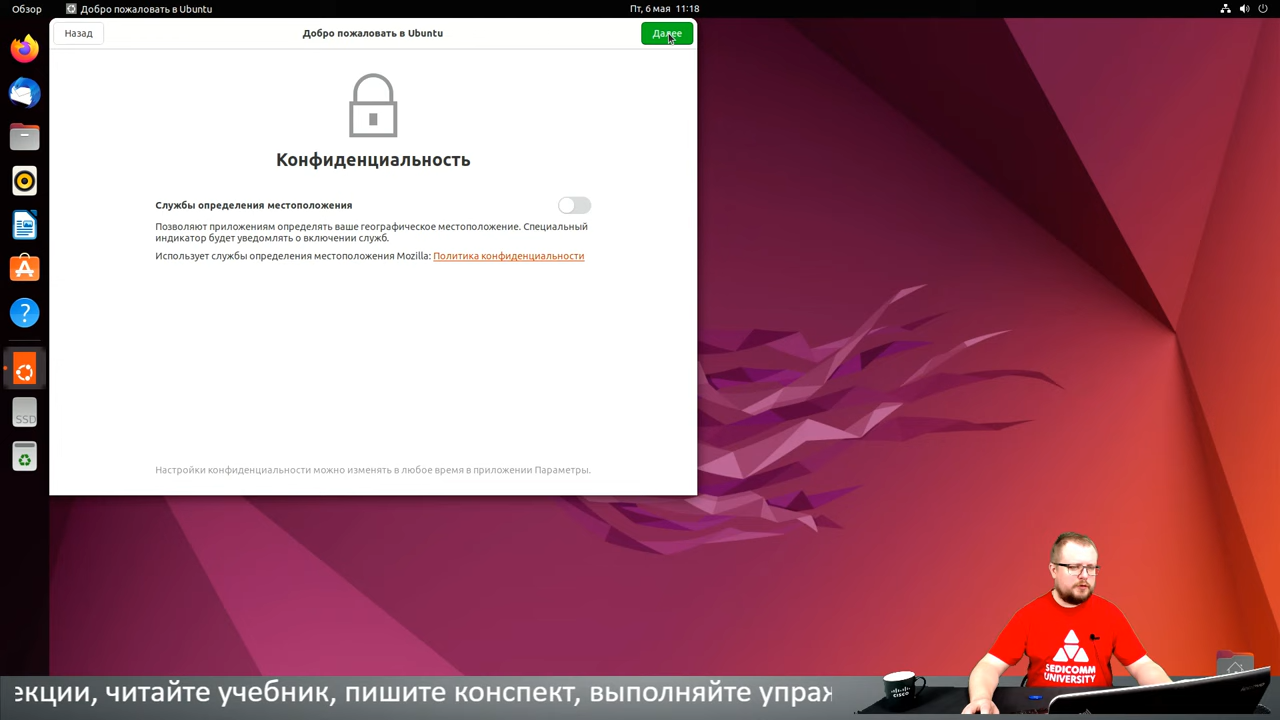 Обзор
Добро пожаловать в Ubuntu
Пт, 6 мая 11:18
Назад
Добро пожаловать в Ubuntu
Далее
Конфиденциальность
Службы определения местоположения
Позволяют приложениям определять ваше географическое местоположение. Специальный
индикатор будет уведомлять о включении служб.
Использует службы определения местоположения Mozilla: Политика конфиденциальности
SSD
Настройки конфиденциальности можно изменять в любое время в приложении Параметры.
SEDICOMM
UNIVERSITY
CISCO
екции, читайте учебник, пишите конспект, выполняйте упраж